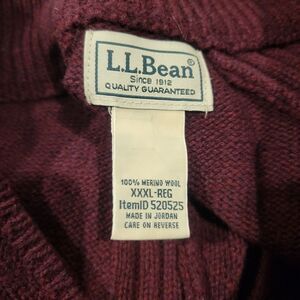 L.L.Bean®
Since 1912
QUALITY GUARANTEED
100% MERINO WOOL
XXXL-REG
ItemID 520525
MADE IN JORDAN
CARE ON REVERSE